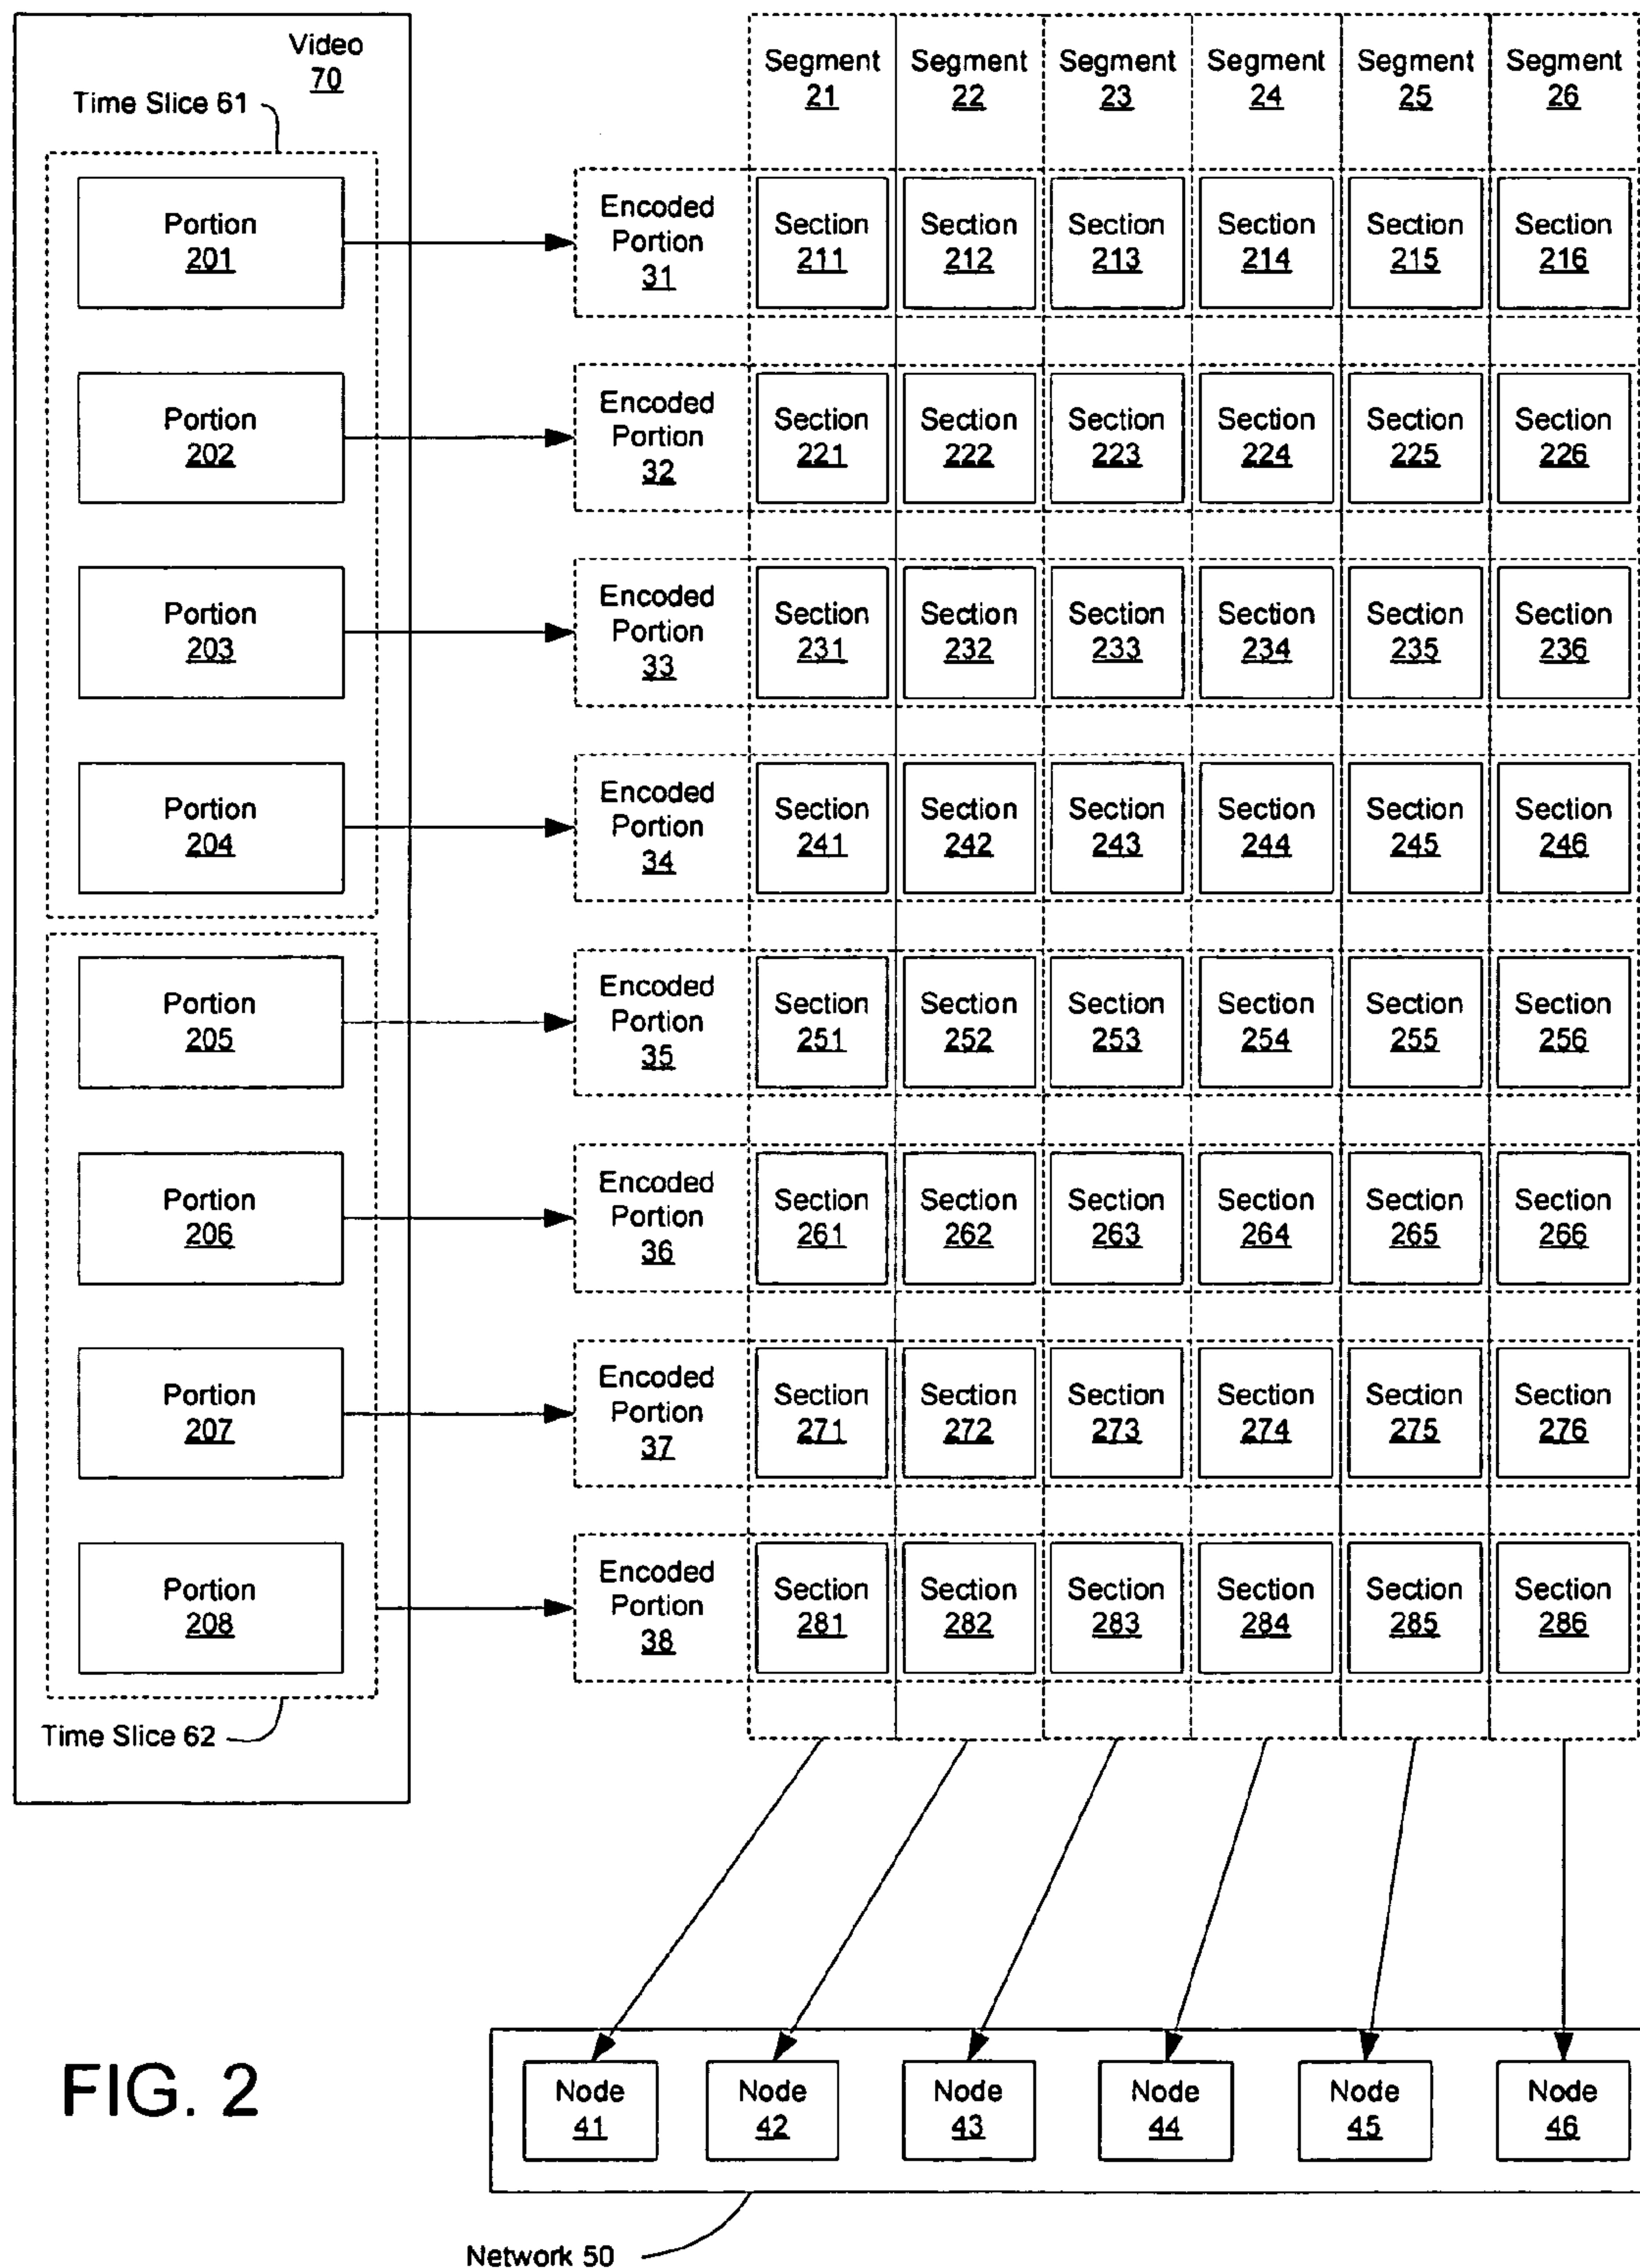 Video
70
Time Slice 61
Segment Segment Segment Segment Segment Segment
21 22 23 24 25 26
Portion
201
Encoded
Portion
31
Section Section Section Section Section Section
211 212 213 214 215 216
Portion
202
Encoded
Portion
32
Section Section Section Section Section Section
221 222 223 224 225 226
Portion
203
Encoded
Portion
33
Section Section Section Section Section Section
231 232 233 234 235 236
Portion
204
Encoded
Portion
34
Section Section Section Section Section Section
241 242 243 244 245 246
Portion
205
Encoded
Portion
35
Section Section Section Section Section Section
251 252 253 254 255 256
Portion
206
Encoded
Portion
36
Section Section Section Section Section Section
261 262 263 264 265 266
Portion
207
Encoded
Portion
37
Section Section Section Section Section Section
271 272 273 274 275 276
Portion
208
Encoded
Portion
38
Section Section Section Section Section Section
281 282 283 284 285 286
Time Slice 62
FIG. 2
Node Node Node Node Node Node
41 42 43 44 45 46
Network 50